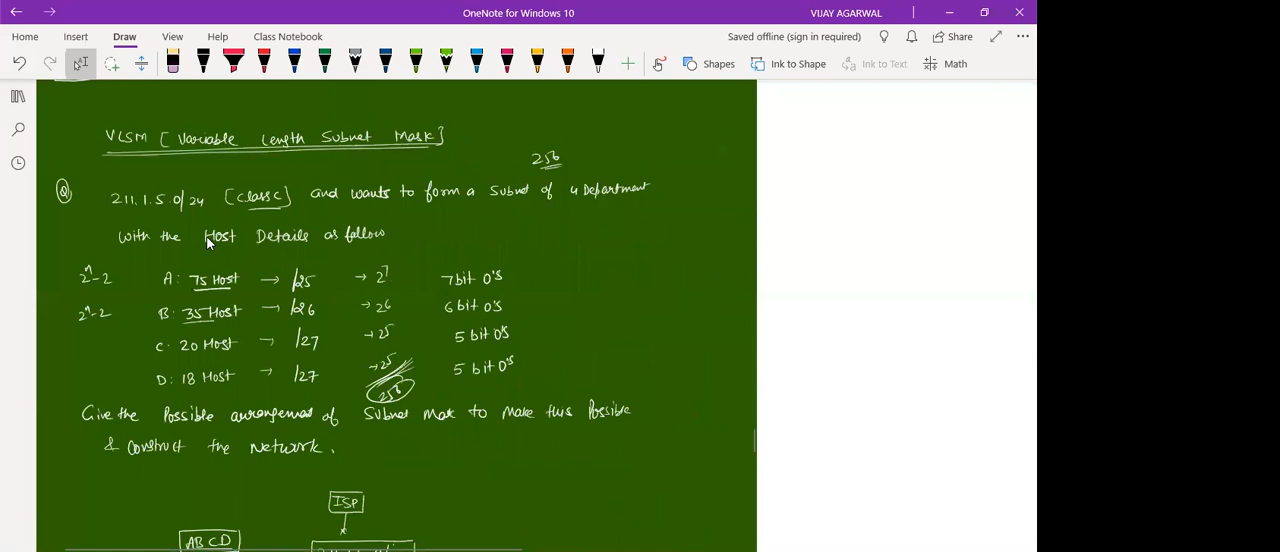 OneNote for Windows 10
VIJAY AGARWAL
Home Insert Draw View Help Class Notebook
Saved offline (sign in required) Share
Shapes Ink to Shape Ink to Text Math
VLSM [Variable Length Subnet Mask]
256
Q 211.1.5.0/24 [Class C] and wants to form a Subnet of 4 Department
with the Host Details as follow
2^n-2 A: 75 Host → /25 → 2^7 7 bit 0's
2^n-2 B: 35 Host → /26 → 2^6 6 bit 0's
C: 20 Host → /27 → 2^5 5 bit 0's
D: 18 Host → /27 → 2^5 5 bit 0's
256
Give the Possible arrangement of Subnet Mak to make this Possible
& Construct the Network.
ISP
ABCD